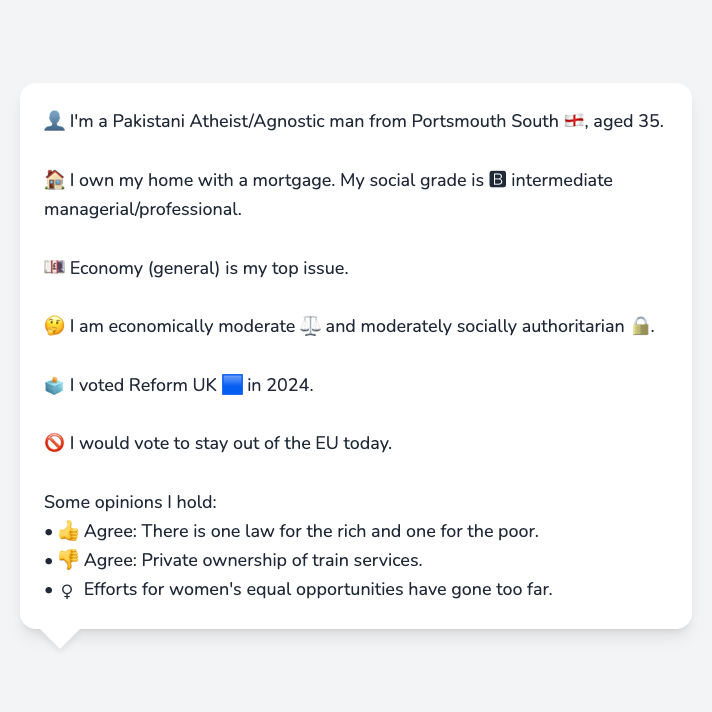 👤 I'm a Pakistani Atheist/Agnostic man from Portsmouth South 🏴󠁧󠁢󠁥󠁮󠁧󠁿, aged 35.
🏠 I own my home with a mortgage. My social grade is 🅱 intermediate
managerial/professional.
💷 Economy (general) is my top issue.
🤔 I am economically moderate ⚖️ and moderately socially authoritarian 🔒.
🗳️ I voted Reform UK 🟦 in 2024.
🚫 I would vote to stay out of the EU today.
Some opinions I hold:
• 👍 Agree: There is one law for the rich and one for the poor.
• 👎 Agree: Private ownership of train services.
• ♀ Efforts for women's equal opportunities have gone too far.